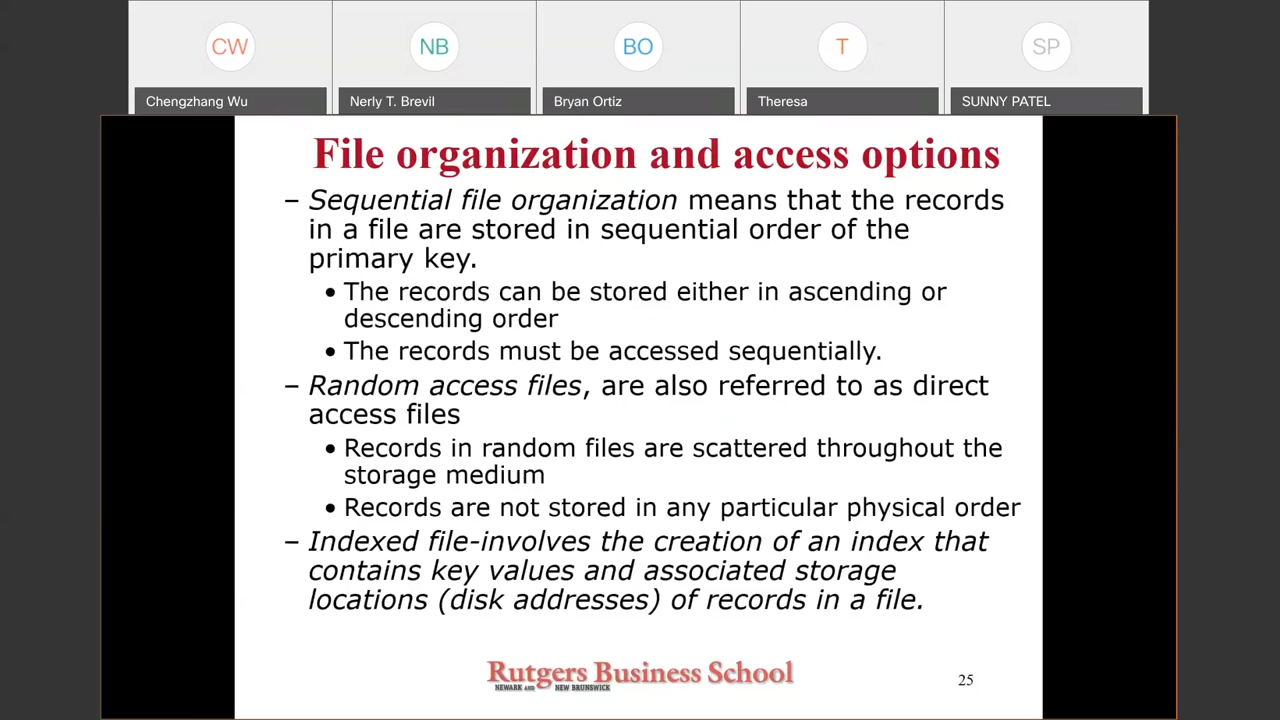 CW
NB
BO
T
SP
Chengzhang Wu
Nerly T. Brevil
Bryan Ortiz
Theresa
SUNNY PATEL
File organization and access options
– Sequential file organization means that the records
in a file are stored in sequential order of the
primary key.
• The records can be stored either in ascending or
descending order
• The records must be accessed sequentially.
– Random access files, are also referred to as direct
access files
• Records in random files are scattered throughout the
storage medium
• Records are not stored in any particular physical order
– Indexed file-involves the creation of an index that
contains key values and associated storage
locations (disk addresses) of records in a file.
Rutgers Business School
NEWARK AND NEW BRUNSWICK
25